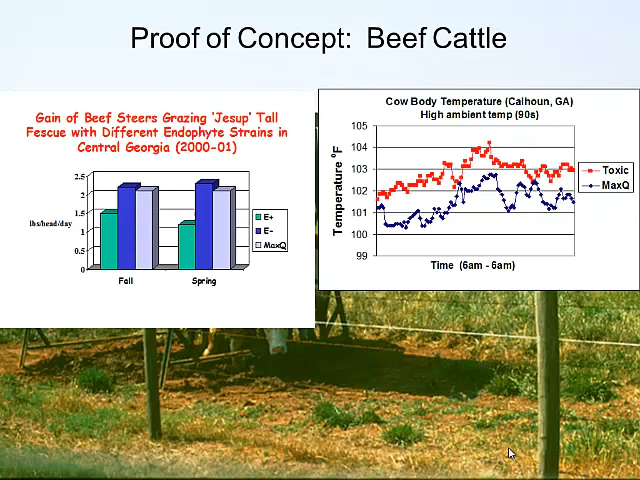 Proof of Concept:  Beef Cattle
Gain of Beef Steers Grazing ‘Jesup’ Tall
Fescue with Different Endophyte Strains in
Central Georgia (2000-01)
2.5
2
1.5
1
0.5
0
lbs/head/day
Fall
Spring
E+
E-
MaxQ
Cow Body Temperature (Calhoun, GA)
High ambient temp (90s)
105
104
103
102
101
100
99
Temperature ⁰F
Time (6am - 6am)
Toxic
MaxQ